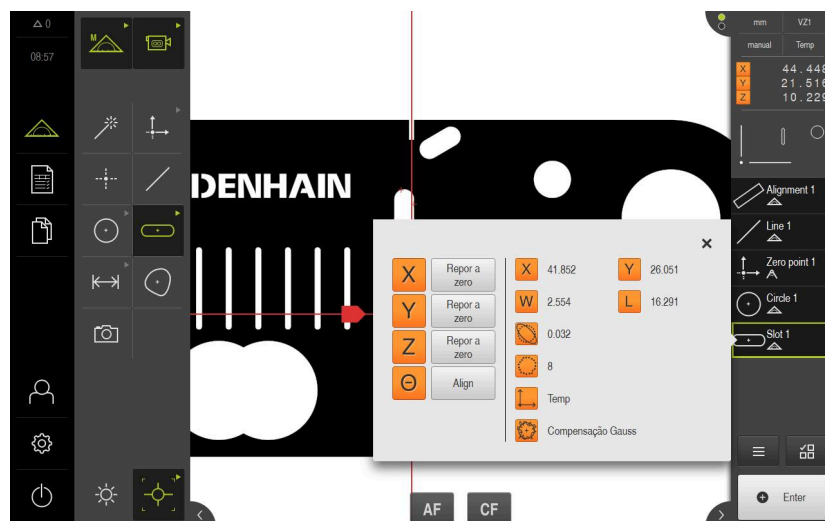 0
08:57
M
DENHAIN
mm VZ1
manual Temp
X 44.448
Y 21.516
Z 10.229
Alignment 1
Line 1
Zero point 1
Circle 1
Slot 1
X Repor a zero
Y Repor a zero
Z Repor a zero
Θ Align
X 41.852 Y 26.051
W 2.554 L 16.291
0.032
8
Temp
Compensação Gauss
AF CF
Enter